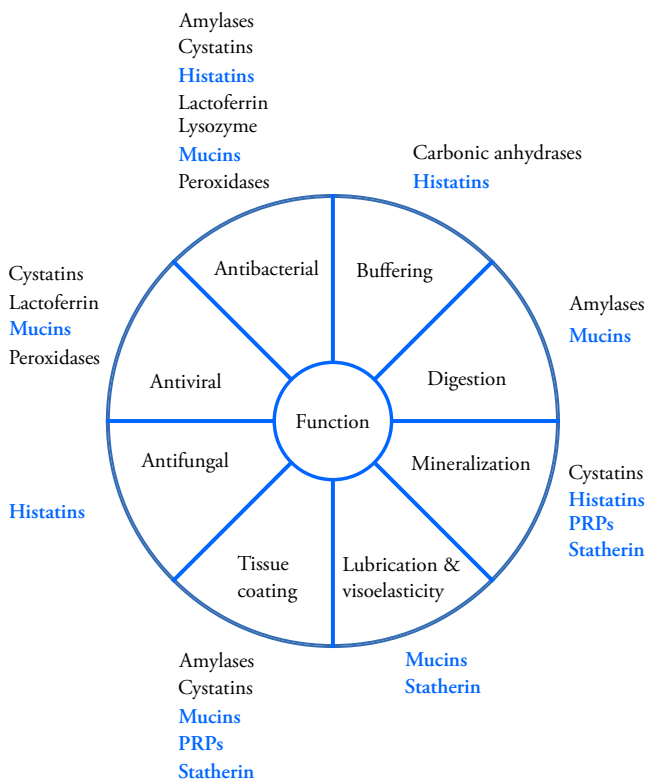 Amylases
Cystatins
Histatins
Lactoferrin
Lysozyme
Mucins
Peroxidases
Carbonic anhydrases
Histatins
Antibacterial
Buffering
Cystatins
Lactoferrin
Mucins
Peroxidases
Amylases
Mucins
Antiviral
Digestion
Function
Antifungal
Mineralization
Histatins
Cystatins
Histatins
PRPs
Statherin
Tissue
coating
Lubrication &
visoelasticity
Amylases
Cystatins
Mucins
PRPs
Statherin
Mucins
Statherin